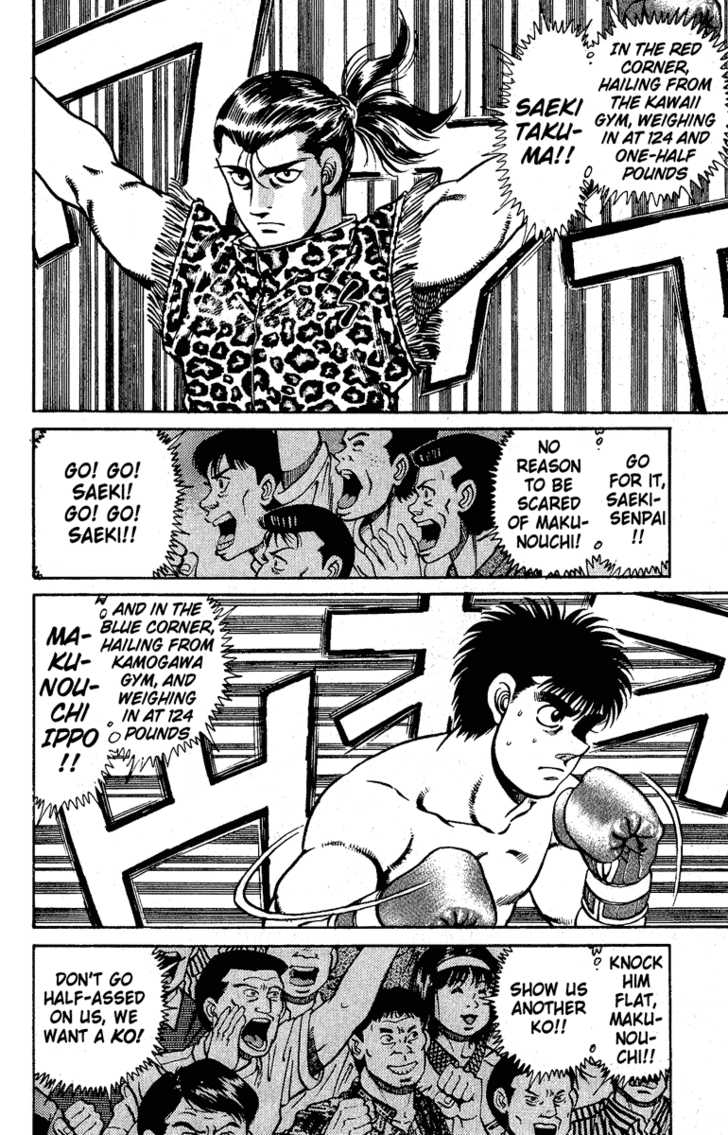 IN THE RED
CORNER,
HAILING FROM
THE KAWAII
GYM, WEIGHING
IN AT 124 AND
ONE-HALF
POUNDS
SAEKI
TAKU-
MA!!
GO
FOR IT,
SAEKI-
SENPAI
!!
NO
REASON
TO BE
SCARED
OF MAKU-
NOUCHI!
GO! GO!
SAEKI!
GO! GO!
SAEKI!!
AND IN THE
BLUE CORNER,
HAILING FROM
KAMOGAWA
GYM, AND
WEIGHING
IN AT 124
POUNDS
MA-
KU-
NOU-
CHI
IPPO
!!
KNOCK
HIM
FLAT,
MAKU-
NOU-
CHI!!
SHOW US
ANOTHER
KO!!
DON'T GO
HALF-ASSED
ON US, WE
WANT A KO!